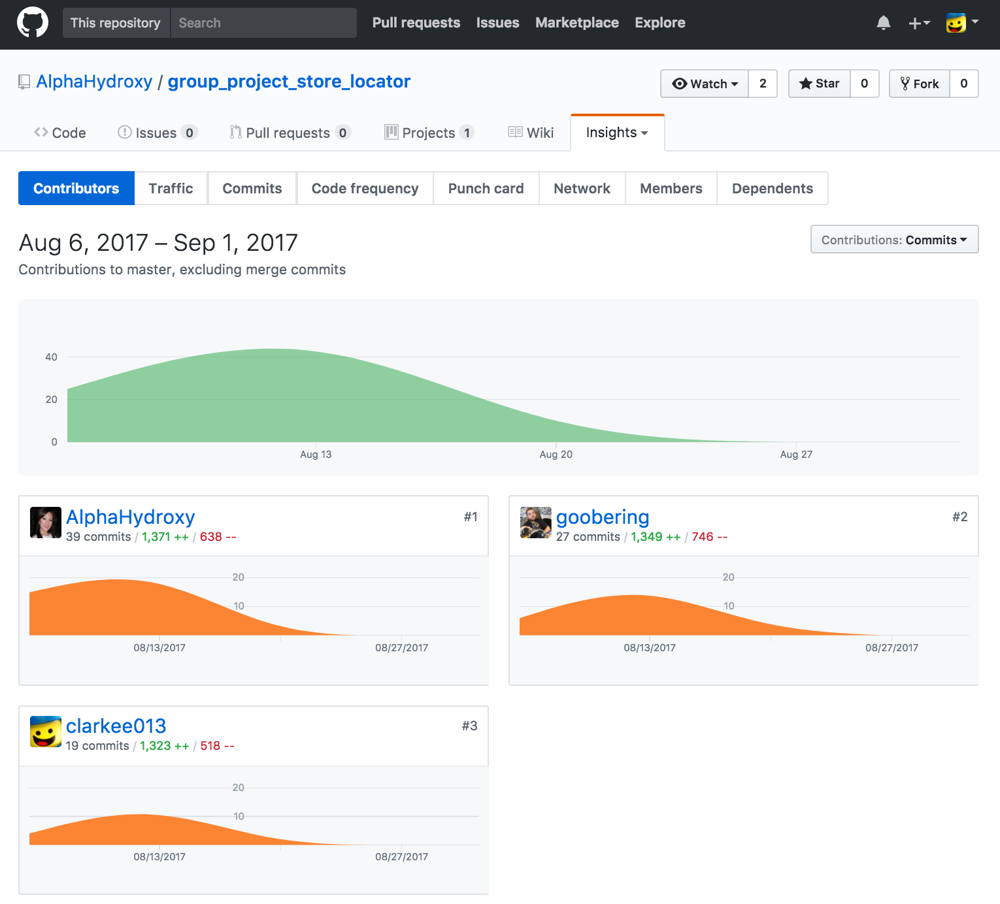 This repository Search Pull requests Issues Marketplace Explore
AlphaHydroxy / group_project_store_locator Watch 2 Star 0 Fork 0
Code Issues 0 Pull requests 0 Projects 1 Wiki Insights
Contributors Traffic Commits Code frequency Punch card Network Members Dependents
Aug 6, 2017 – Sep 1, 2017 Contributions: Commits
Contributions to master, excluding merge commits
40
20
0
Aug 13 Aug 20 Aug 27
AlphaHydroxy #1
39 commits / 1,371 ++ / 638 --
20
10
08/13/2017 08/27/2017
goobering #2
27 commits / 1,349 ++ / 746 --
20
10
08/13/2017 08/27/2017
clarkee013 #3
19 commits / 1,323 ++ / 518 --
20
10
08/13/2017 08/27/2017